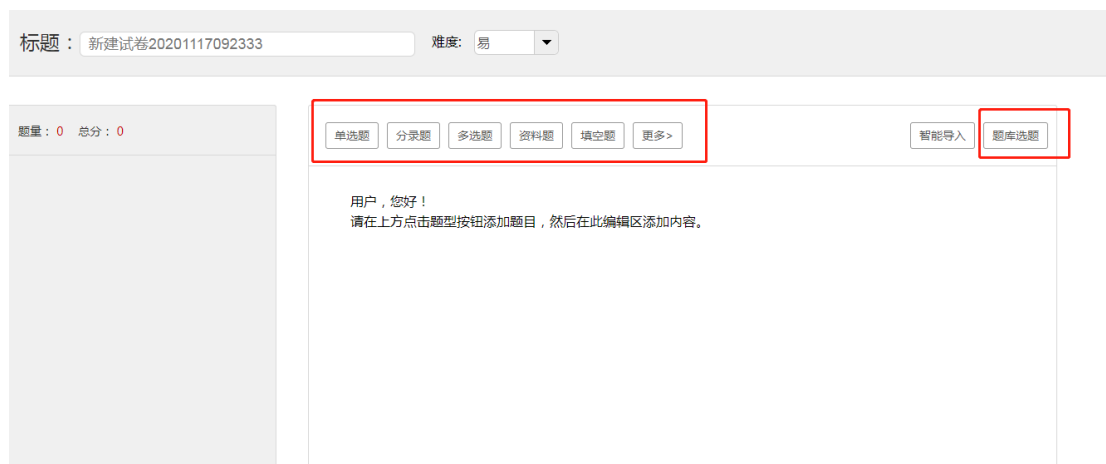 标题： 新建试卷20201117092333 难度: 易
题量： 0 总分： 0
单选题 分录题 多选题 资料题 填空题 更多> 智能导入 题库选题
用户，您好！
请在上方点击题型按钮添加题目，然后在此编辑区添加内容。